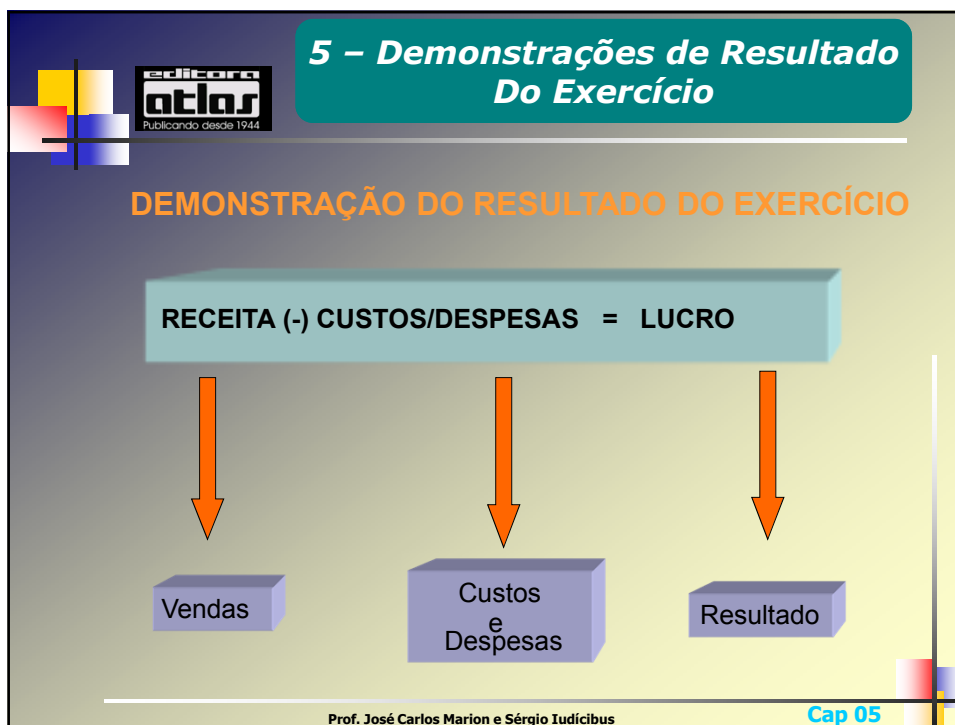 5 – Demonstrações de Resultado
Do Exercício
editora
atlas
Publicando desde 1944
DEMONSTRAÇÃO DO RESULTADO DO EXERCÍCIO
RECEITA (-) CUSTOS/DESPESAS = LUCRO
Vendas
Custos
e
Despesas
Resultado
Prof. José Carlos Marion e Sérgio Iudícibus
Cap 05